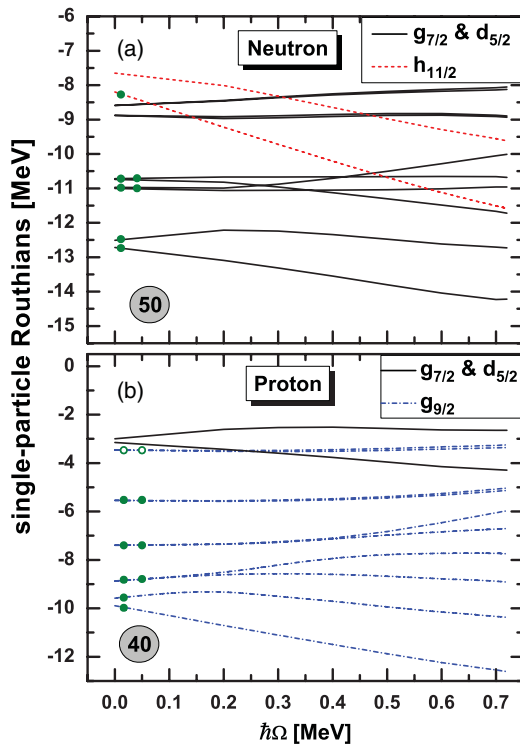 single-particle Routhians [MeV]
-6
-7
-8
-9
-10
-11
-12
-13
-14
-15
(a)
Neutron
g7/2 & d5/2
h11/2
50
0
-2
-4
-6
-8
-10
-12
(b)
Proton
g7/2 & d5/2
g9/2
40
0.0 0.1 0.2 0.3 0.4 0.5 0.6 0.7
ħΩ [MeV]